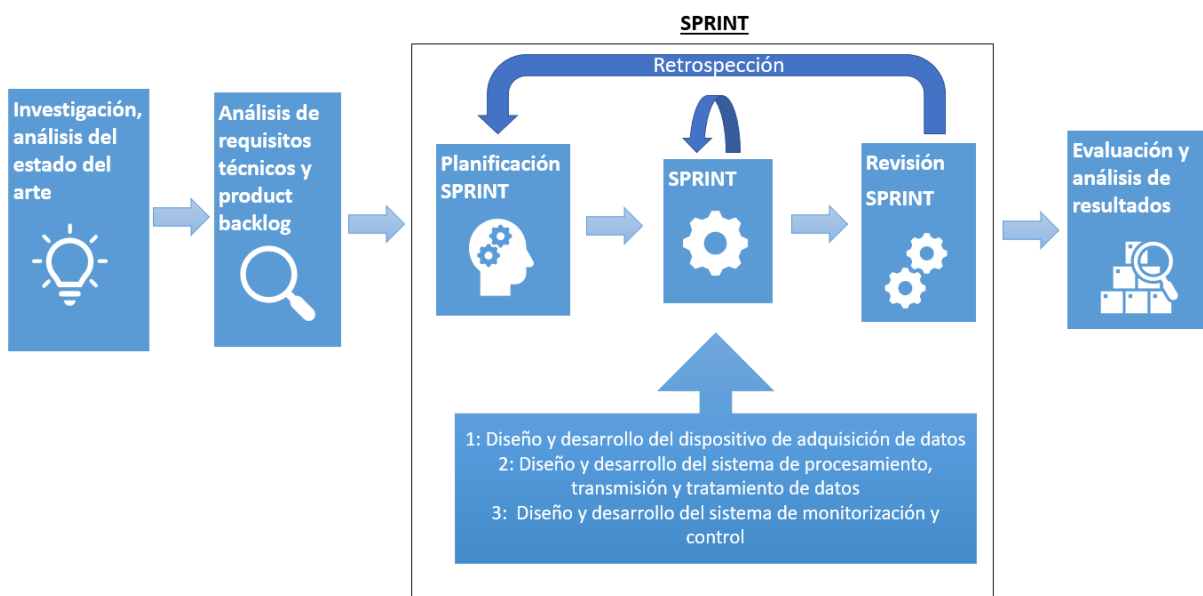 SPRINT
Retrospección
Investigación,
análisis del
estado del
arte
Análisis de
requisitos
técnicos y
product
backlog
Planificación
SPRINT
SPRINT
Revisión
SPRINT
Evaluación y
análisis de
resultados
1: Diseño y desarrollo del dispositivo de adquisición de datos
2: Diseño y desarrollo del sistema de procesamiento,
transmisión y tratamiento de datos
3: Diseño y desarrollo del sistema de monitorización y
control